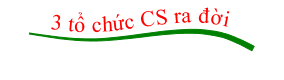 3 tổ chức CS ra đời